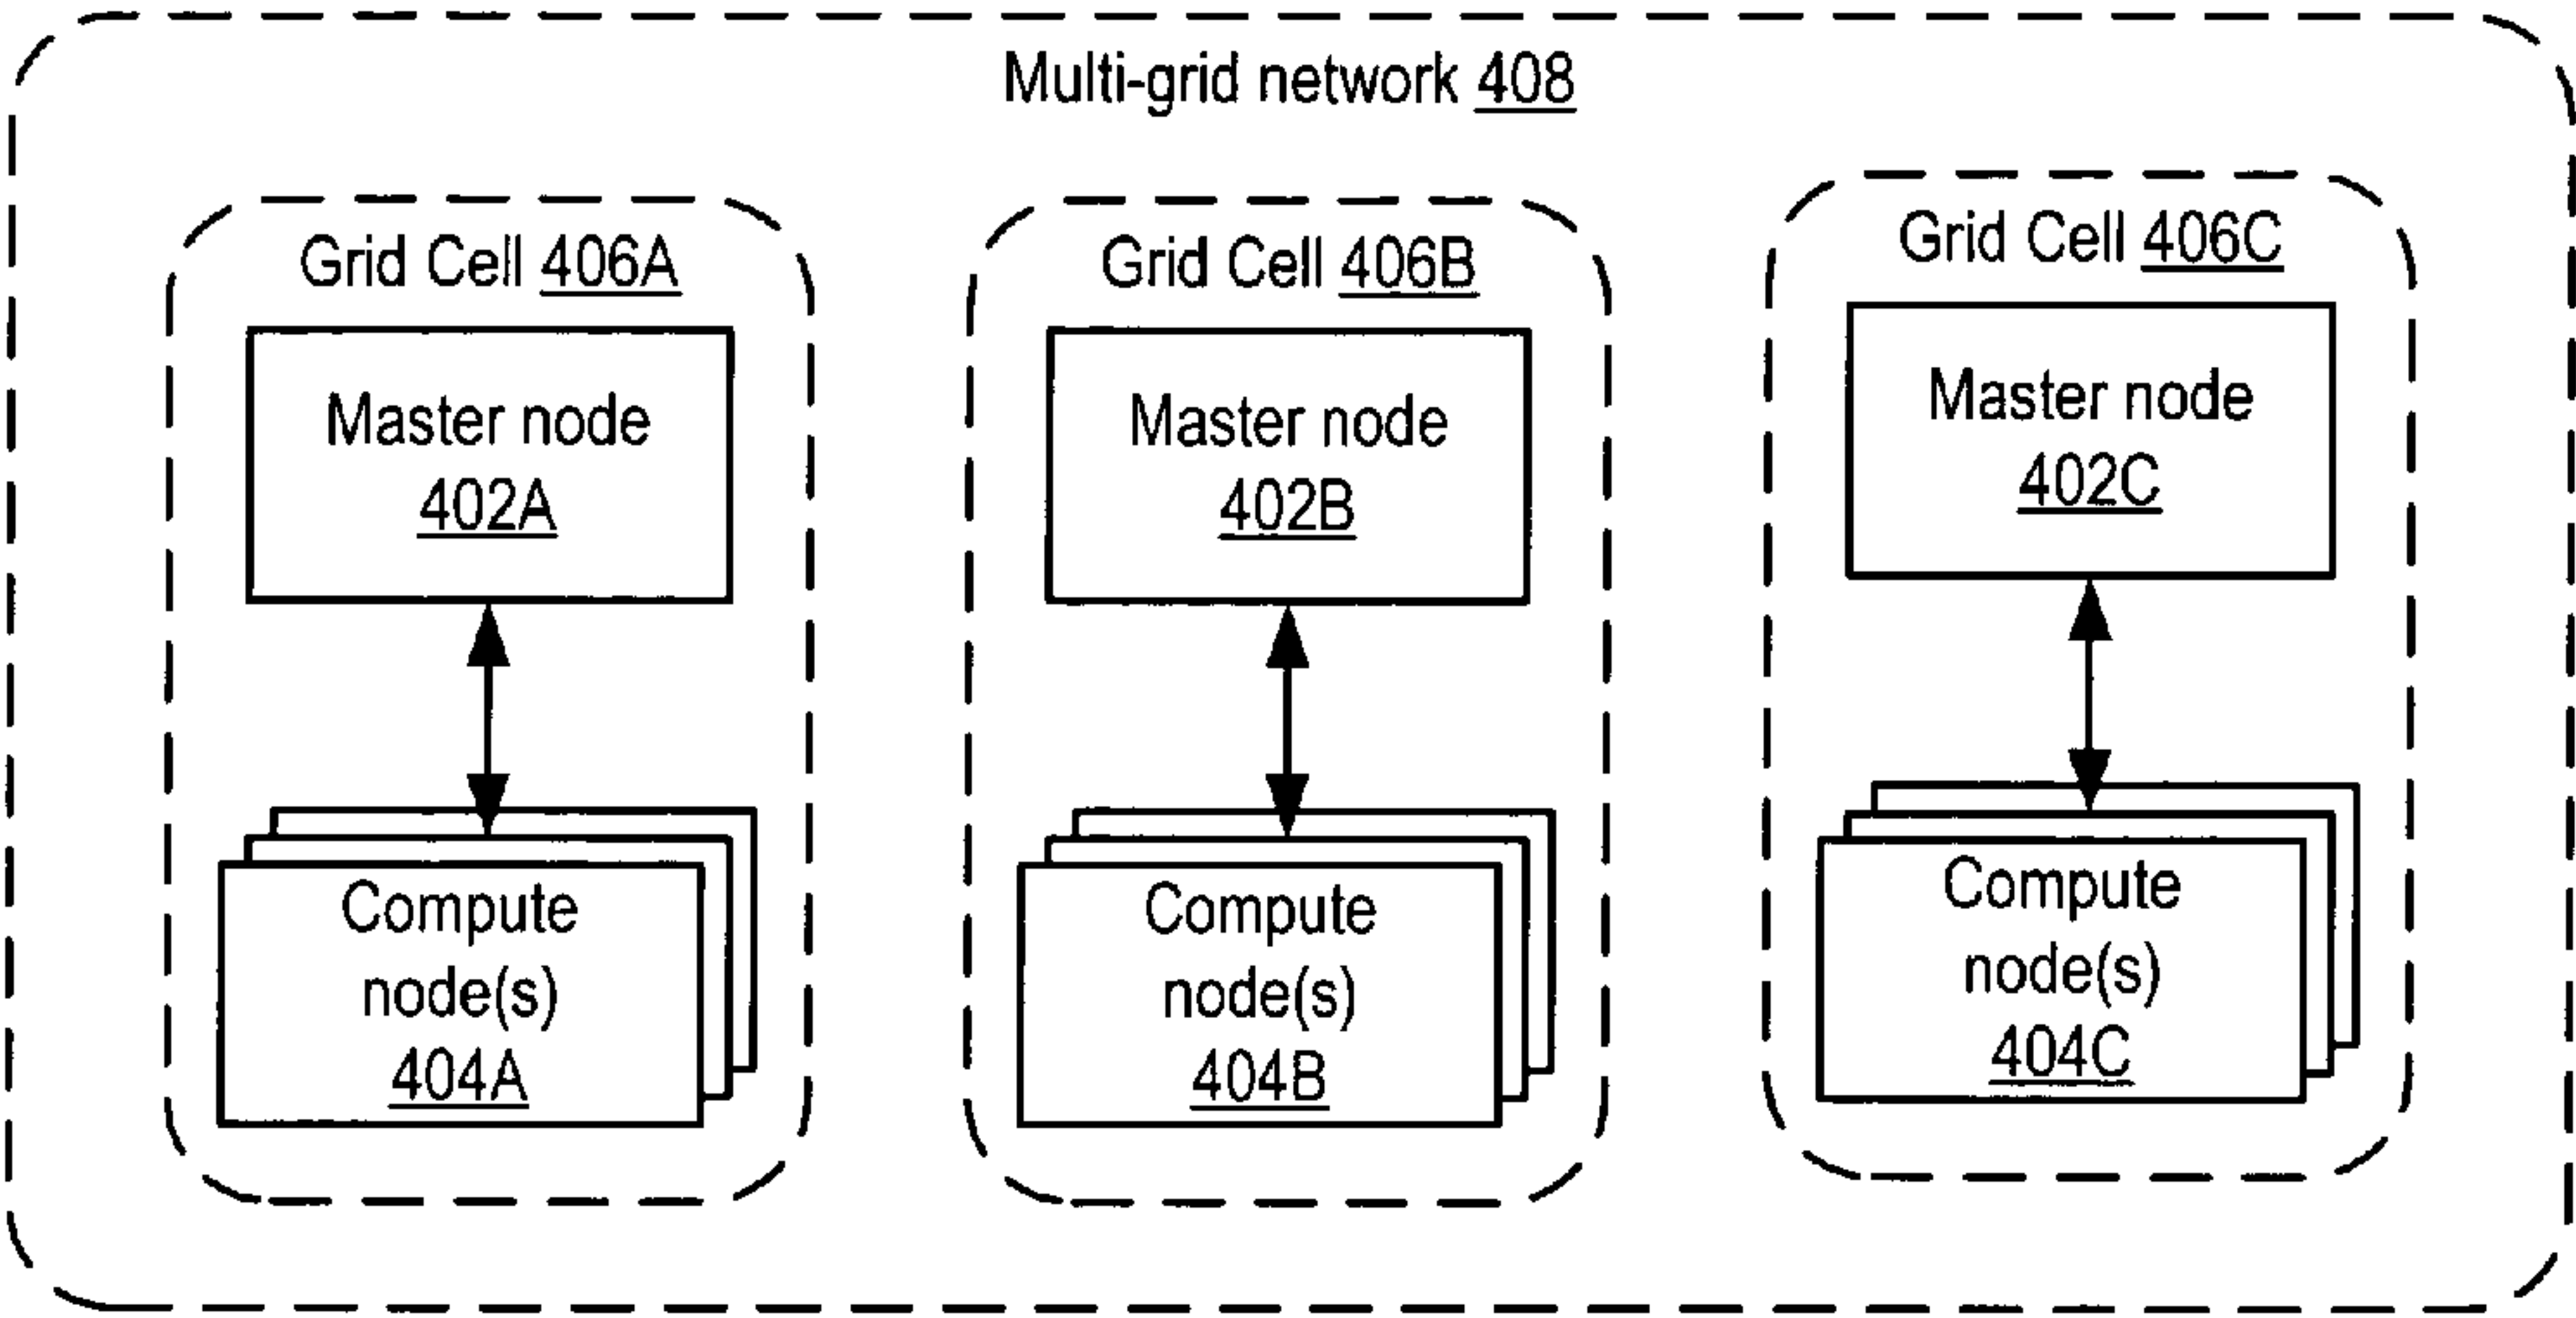 Multi-grid network 408
Grid Cell 406A
Master node
402A
Compute
node(s)
404A
Grid Cell 406B
Master node
402B
Compute
node(s)
404B
Grid Cell 406C
Master node
402C
Compute
node(s)
404C